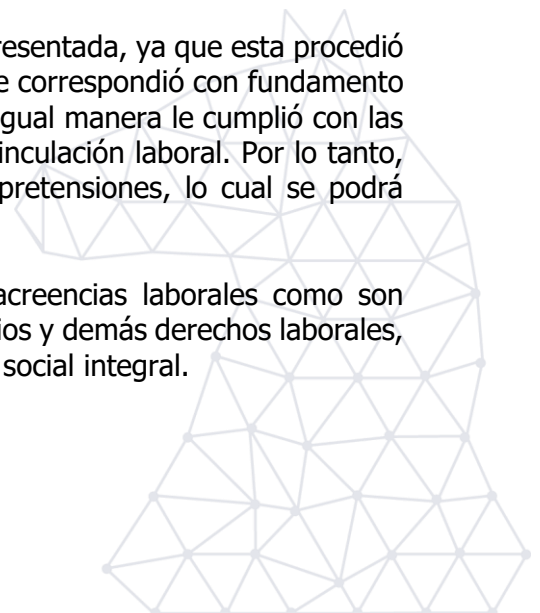 resentada, ya que esta procedió
e correspondió con fundamento
igual manera le cumplió con las
inculación laboral. Por lo tanto,
pretensiones, lo cual se podrá
acreencias laborales como son
ios y demás derechos laborales,
social integral.